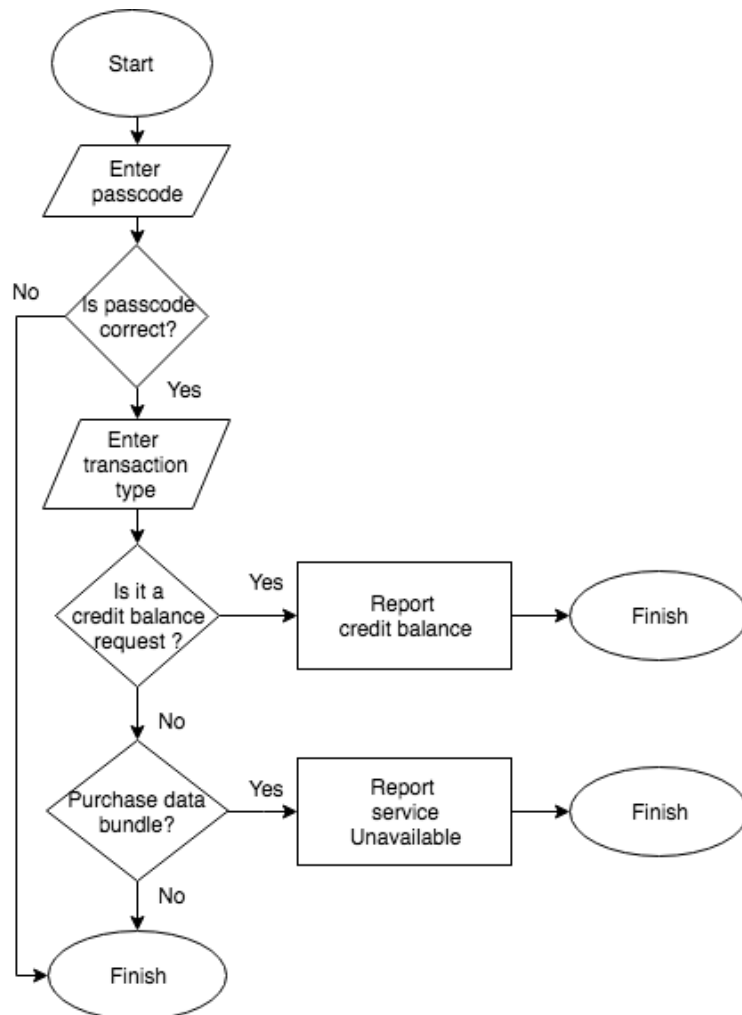 Start
Enter
passcode
No
Is passcode
correct?
Yes
Enter
transaction
type
Is it a
credit balance
request ?
Yes
Report
credit balance
Finish
No
Purchase data
bundle?
Yes
Report
service
Unavailable
Finish
No
Finish